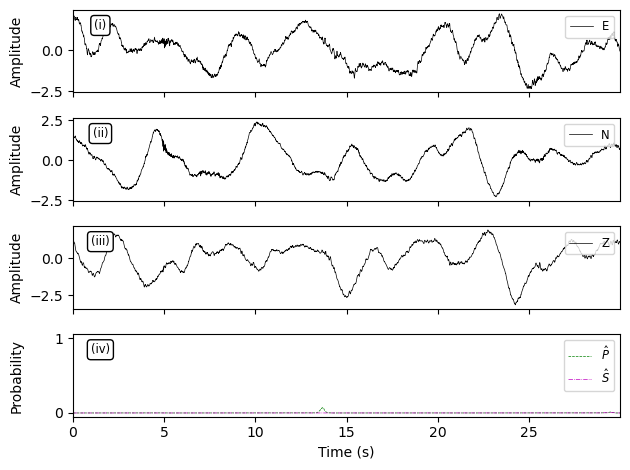 (i)
E
Amplitude
0.0
−2.5
(ii)
N
Amplitude
2.5
0.0
−2.5
(iii)
Z
Amplitude
0.0
−2.5
(iv)
P̂
Ŝ
Probability
1
0
0 5 10 15 20 25
Time (s)